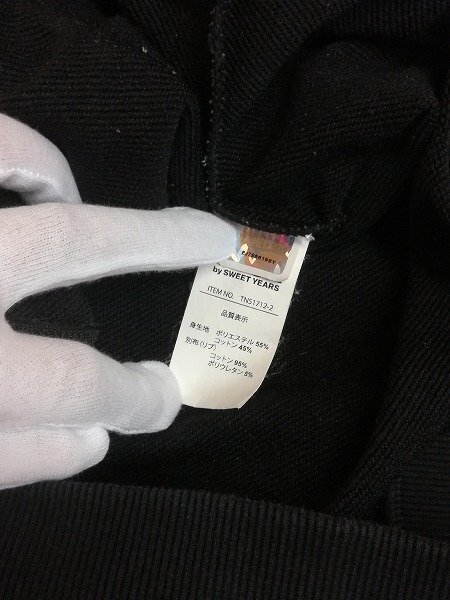 by SWEET YEARS
ITEM NO. TNS1712-2
品質表示
身生地 ポリエステル 55%
コットン 45%
別布(リブ)
コットン 95%
ポリウレタン 5%